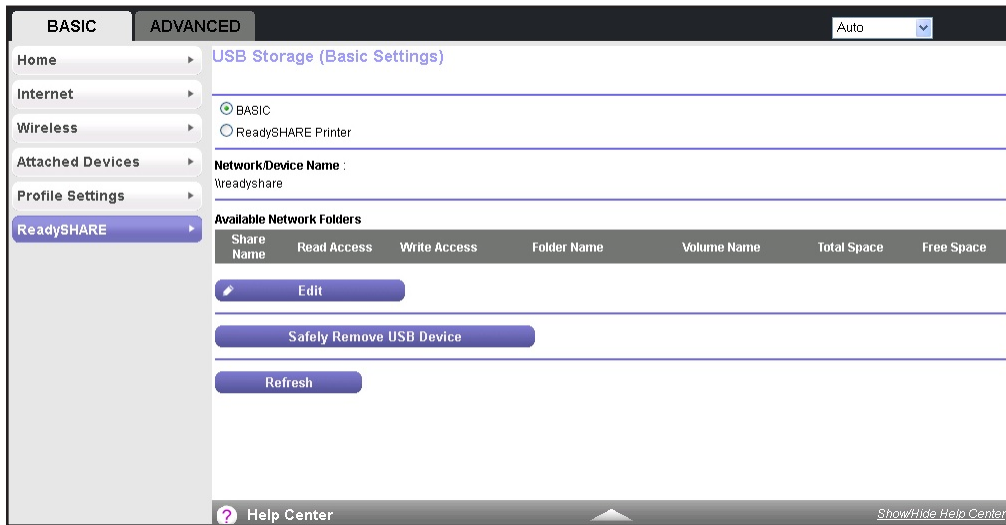 BASIC ADVANCED Auto
Home
Internet
Wireless
Attached Devices
Profile Settings
ReadySHARE
USB Storage (Basic Settings)
BASIC
ReadySHARE Printer
Network/Device Name :
\\readyshare
Available Network Folders
Share Name Read Access Write Access Folder Name Volume Name Total Space Free Space
Edit
Safely Remove USB Device
Refresh
? Help Center Show/Hide Help Center